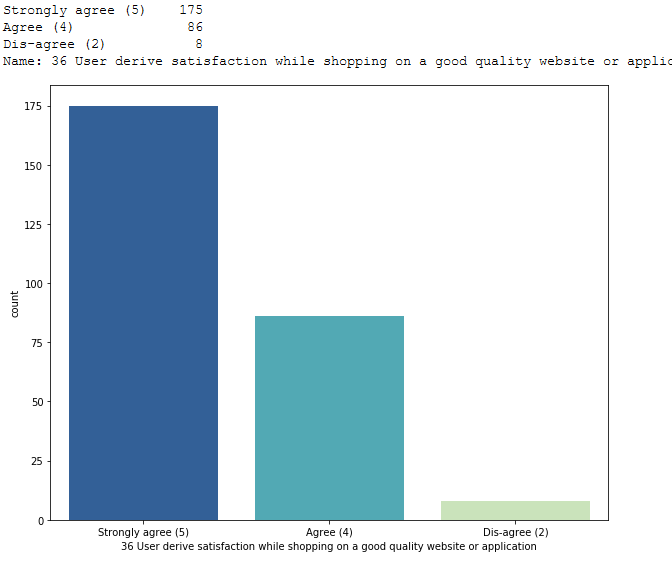 Strongly agree (5) 175
Agree (4) 86
Dis-agree (2) 8
Name: 36 User derive satisfaction while shopping on a good quality website or applic
175
150
125
100
75
50
25
0
count
Strongly agree (5) Agree (4) Dis-agree (2)
36 User derive satisfaction while shopping on a good quality website or application